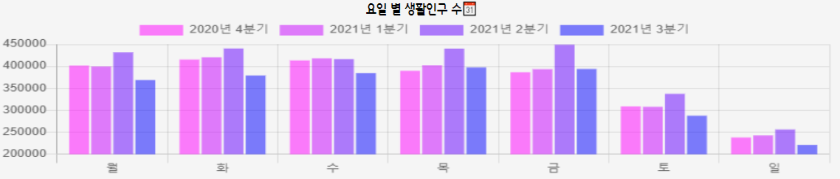 요일 별 생활인구 수📅
2020년 4분기 2021년 1분기 2021년 2분기 2021년 3분기
450000
400000
350000
300000
250000
200000
월 화 수 목 금 토 일